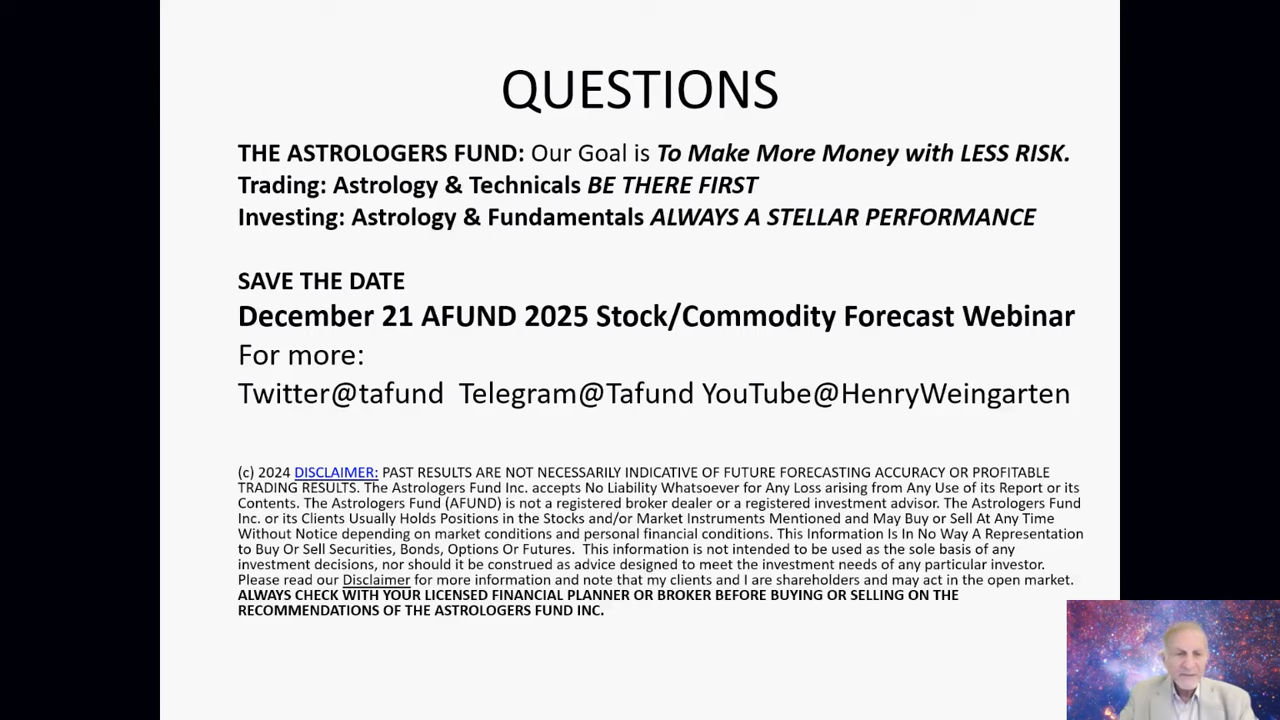 QUESTIONS
THE ASTROLOGERS FUND: Our Goal is To Make More Money with LESS RISK.
Trading: Astrology & Technicals BE THERE FIRST
Investing: Astrology & Fundamentals ALWAYS A STELLAR PERFORMANCE
SAVE THE DATE
December 21 AFUND 2025 Stock/Commodity Forecast Webinar
For more:
Twitter@tafund Telegram@Tafund YouTube@HenryWeingarten
(c) 2024 DISCLAIMER: PAST RESULTS ARE NOT NECESSARILY INDICATIVE OF FUTURE FORECASTING ACCURACY OR PROFITABLE
TRADING RESULTS. The Astrologers Fund Inc. accepts No Liability Whatsoever for Any Loss arising from Any Use of its Report or its
Contents. The Astrologers Fund (AFUND) is not a registered broker dealer or a registered investment advisor. The Astrologers Fund
Inc. or its Clients Usually Holds Positions in the Stocks and/or Market Instruments Mentioned and May Buy or Sell At Any Time
Without Notice depending on market conditions and personal financial conditions. This Information Is In No Way A Representation
to Buy Or Sell Securities, Bonds, Options Or Futures. This information is not intended to be used as the sole basis of any
investment decisions, nor should it be construed as advice designed to meet the investment needs of any particular investor.
Please read our Disclaimer for more information and note that my clients and I are shareholders and may act in the open market.
ALWAYS CHECK WITH YOUR LICENSED FINANCIAL PLANNER OR BROKER BEFORE BUYING OR SELLING ON THE
RECOMMENDATIONS OF THE ASTROLOGERS FUND INC.